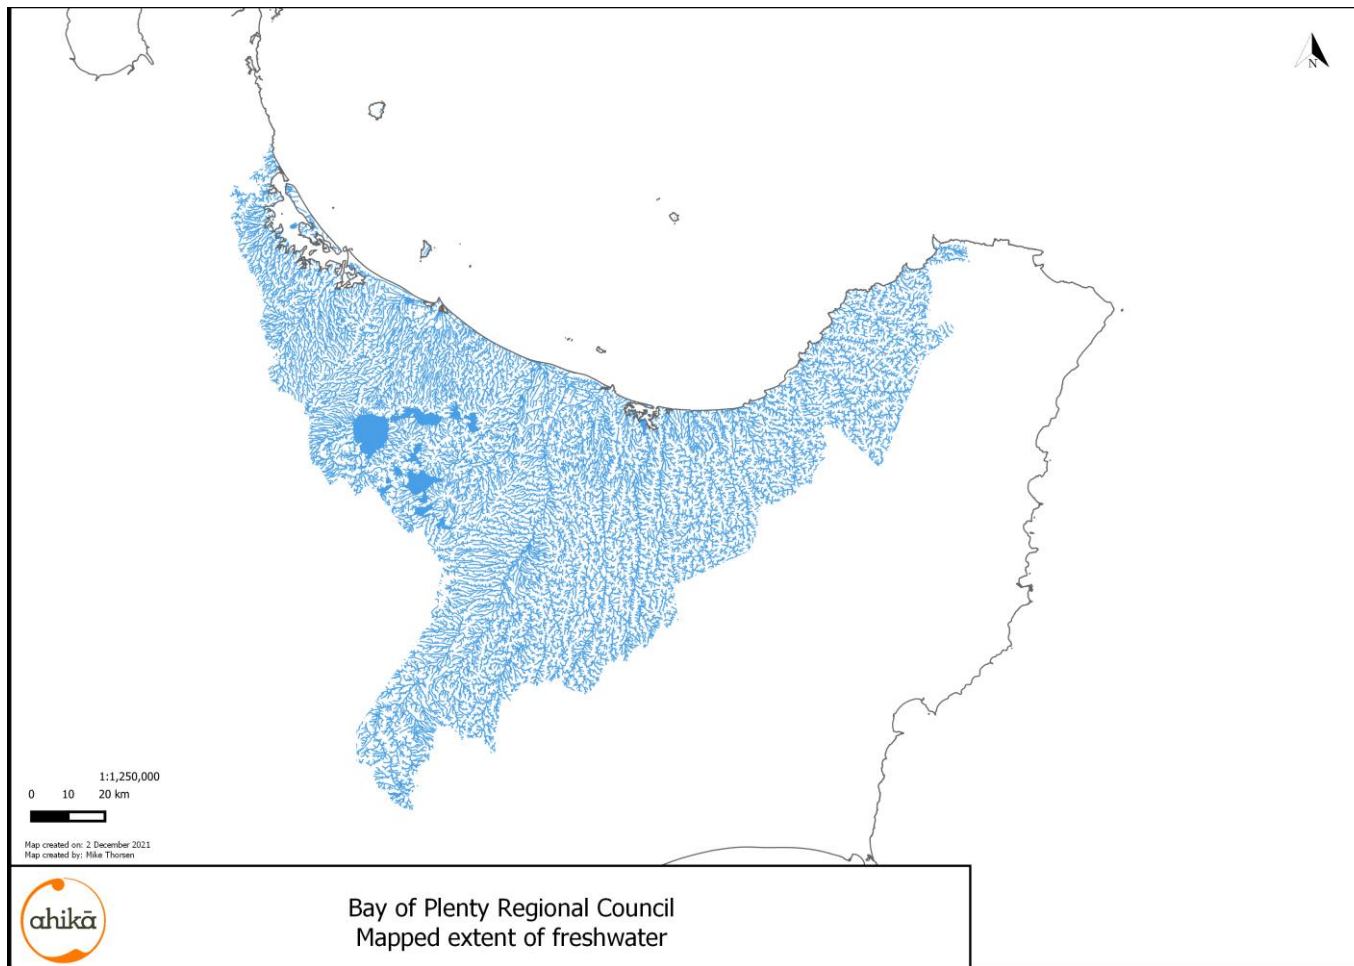 N
1:1,250,000
0 10 20 km
Map created on: 2 December 2021
Map created by: Mike Thorsen
ahikā
Bay of Plenty Regional Council
Mapped extent of freshwater